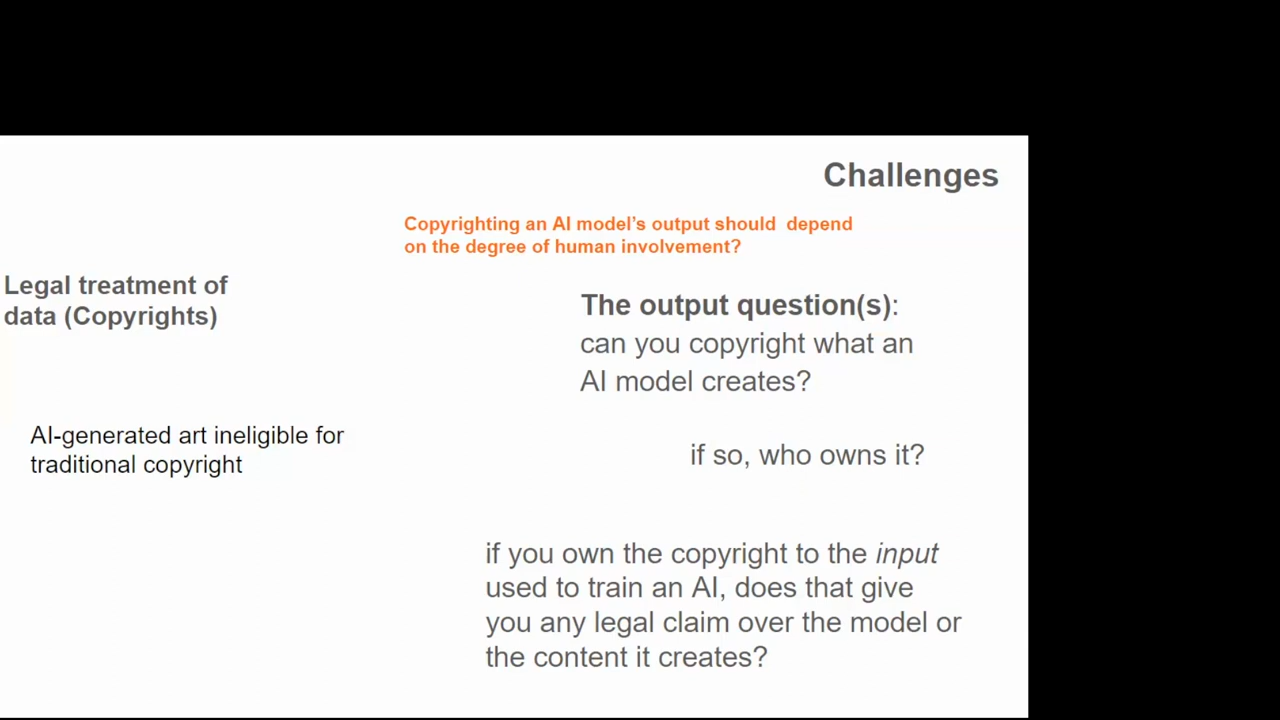 Challenges
Copyrighting an AI model's output should  depend
on the degree of human involvement?
Legal treatment of
data (Copyrights)
The output question(s):
can you copyright what an
AI model creates?
AI-generated art ineligible for
traditional copyright
if so, who owns it?
if you own the copyright to the input
used to train an AI, does that give
you any legal claim over the model or
the content it creates?